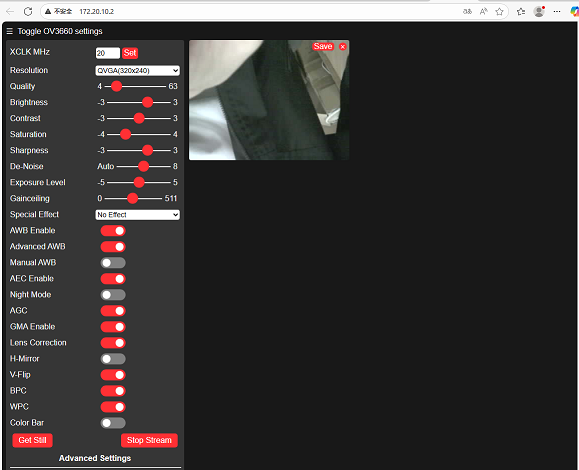 不安全 172.20.10.2
☰ Toggle OV3660 settings
XCLK MHz 20 Set
Resolution QVGA(320x240)
Quality 4 63
Brightness -3 3
Contrast -3 3
Saturation -4 4
Sharpness -3 3
De-Noise Auto 8
Exposure Level -5 5
Gainceiling 0 511
Special Effect No Effect
AWB Enable
Advanced AWB
Manual AWB
AEC Enable
Night Mode
AGC
GMA Enable
Lens Correction
H-Mirror
V-Flip
BPC
WPC
Color Bar
Get Still Stop Stream
Advanced Settings
Save ×